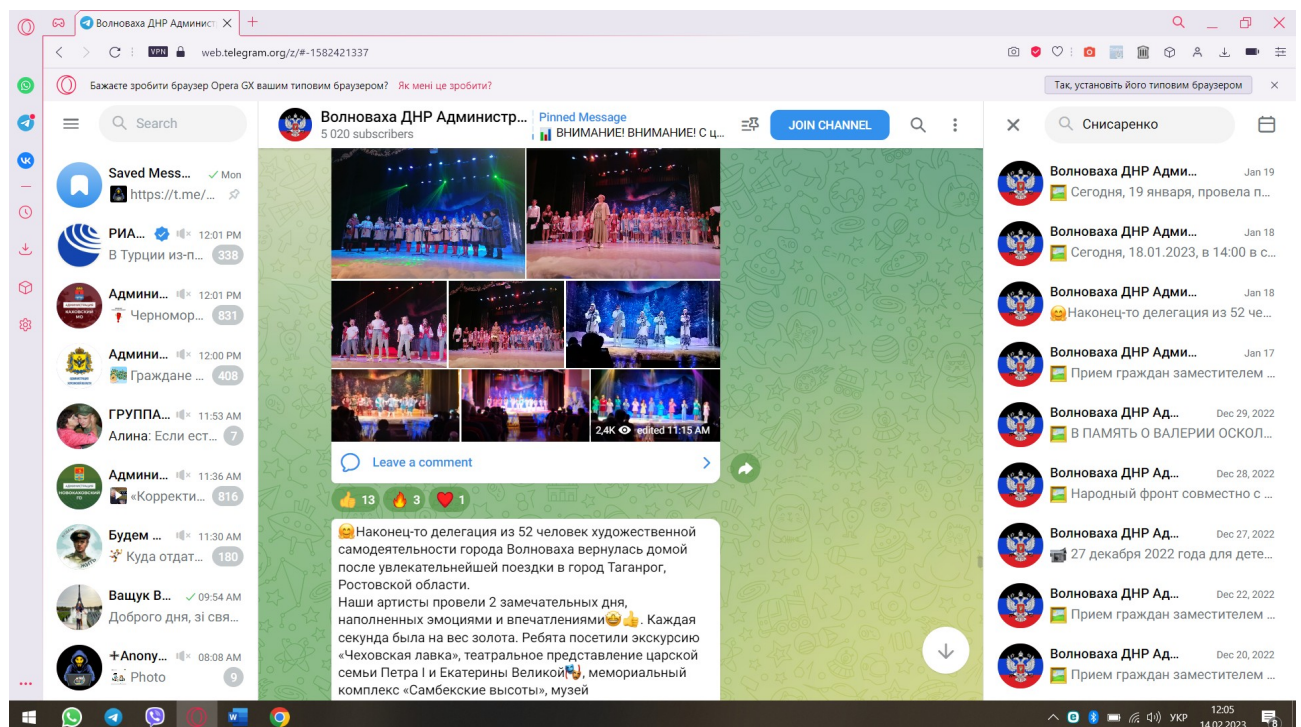 Волноваха ДНР Админист
VPN
web.telegram.org/z/#-1582421337
Бажаєте зробити браузер Opera GX вашим типовим браузером? Як мені це зробити?
Так, установіть його типовим браузером
Search
Saved Mess... Mon
https://t.me/...
РИА... 12:01 PM
В Турции из-п... 338
Админи... 12:01 PM
Черномор... 831
Админи... 12:00 PM
Граждане ... 408
ГРУППА... 11:53 AM
Алина: Если ест... 7
Админи... 11:36 AM
«Корректи... 816
Будем ... 11:30 AM
Куда отдат... 180
Ващук В... 09:54 AM
Доброго дня, зі свя...
+Anony... 08:08 AM
Photo 9
Волноваха ДНР Администр...
5 020 subscribers
Pinned Message
ВНИМАНИЕ! ВНИМАНИЕ! С ц...
JOIN CHANNEL
2,4K edited 11:15 AM
Leave a comment
13 3 1
Наконец-то делегация из 52 человек художественной
самодеятельности города Волноваха вернулась домой
после увлекательнейшей поездки в город Таганрог,
Ростовской области.
Наши артисты провели 2 замечательных дня,
наполненных эмоциями и впечатлениями. Каждая
секунда была на вес золота. Ребята посетили экскурсию
«Чеховская лавка», театральное представление царской
семьи Петра I и Екатерины Великой, мемориальный
комплекс «Самбекские высоты», музей
Снисаренко
Волноваха ДНР Адми... Jan 19
Сегодня, 19 января, провела п...
Волноваха ДНР Адми... Jan 18
Сегодня, 18.01.2023, в 14:00 в с...
Волноваха ДНР Адми... Jan 18
Наконец-то делегация из 52 че...
Волноваха ДНР Адми... Jan 17
Прием граждан заместителем ...
Волноваха ДНР Ад... Dec 29, 2022
В ПАМЯТЬ О ВАЛЕРИИ ОСКОЛ...
Волноваха ДНР Ад... Dec 28, 2022
Народный фронт совместно с ...
Волноваха ДНР Ад... Dec 27, 2022
27 декабря 2022 года для дете...
Волноваха ДНР Ад... Dec 22, 2022
Прием граждан заместителем ...
Волноваха ДНР Ад... Dec 20, 2022
Прием граждан заместителем ...
УКР
12:05
14.02.2023
8